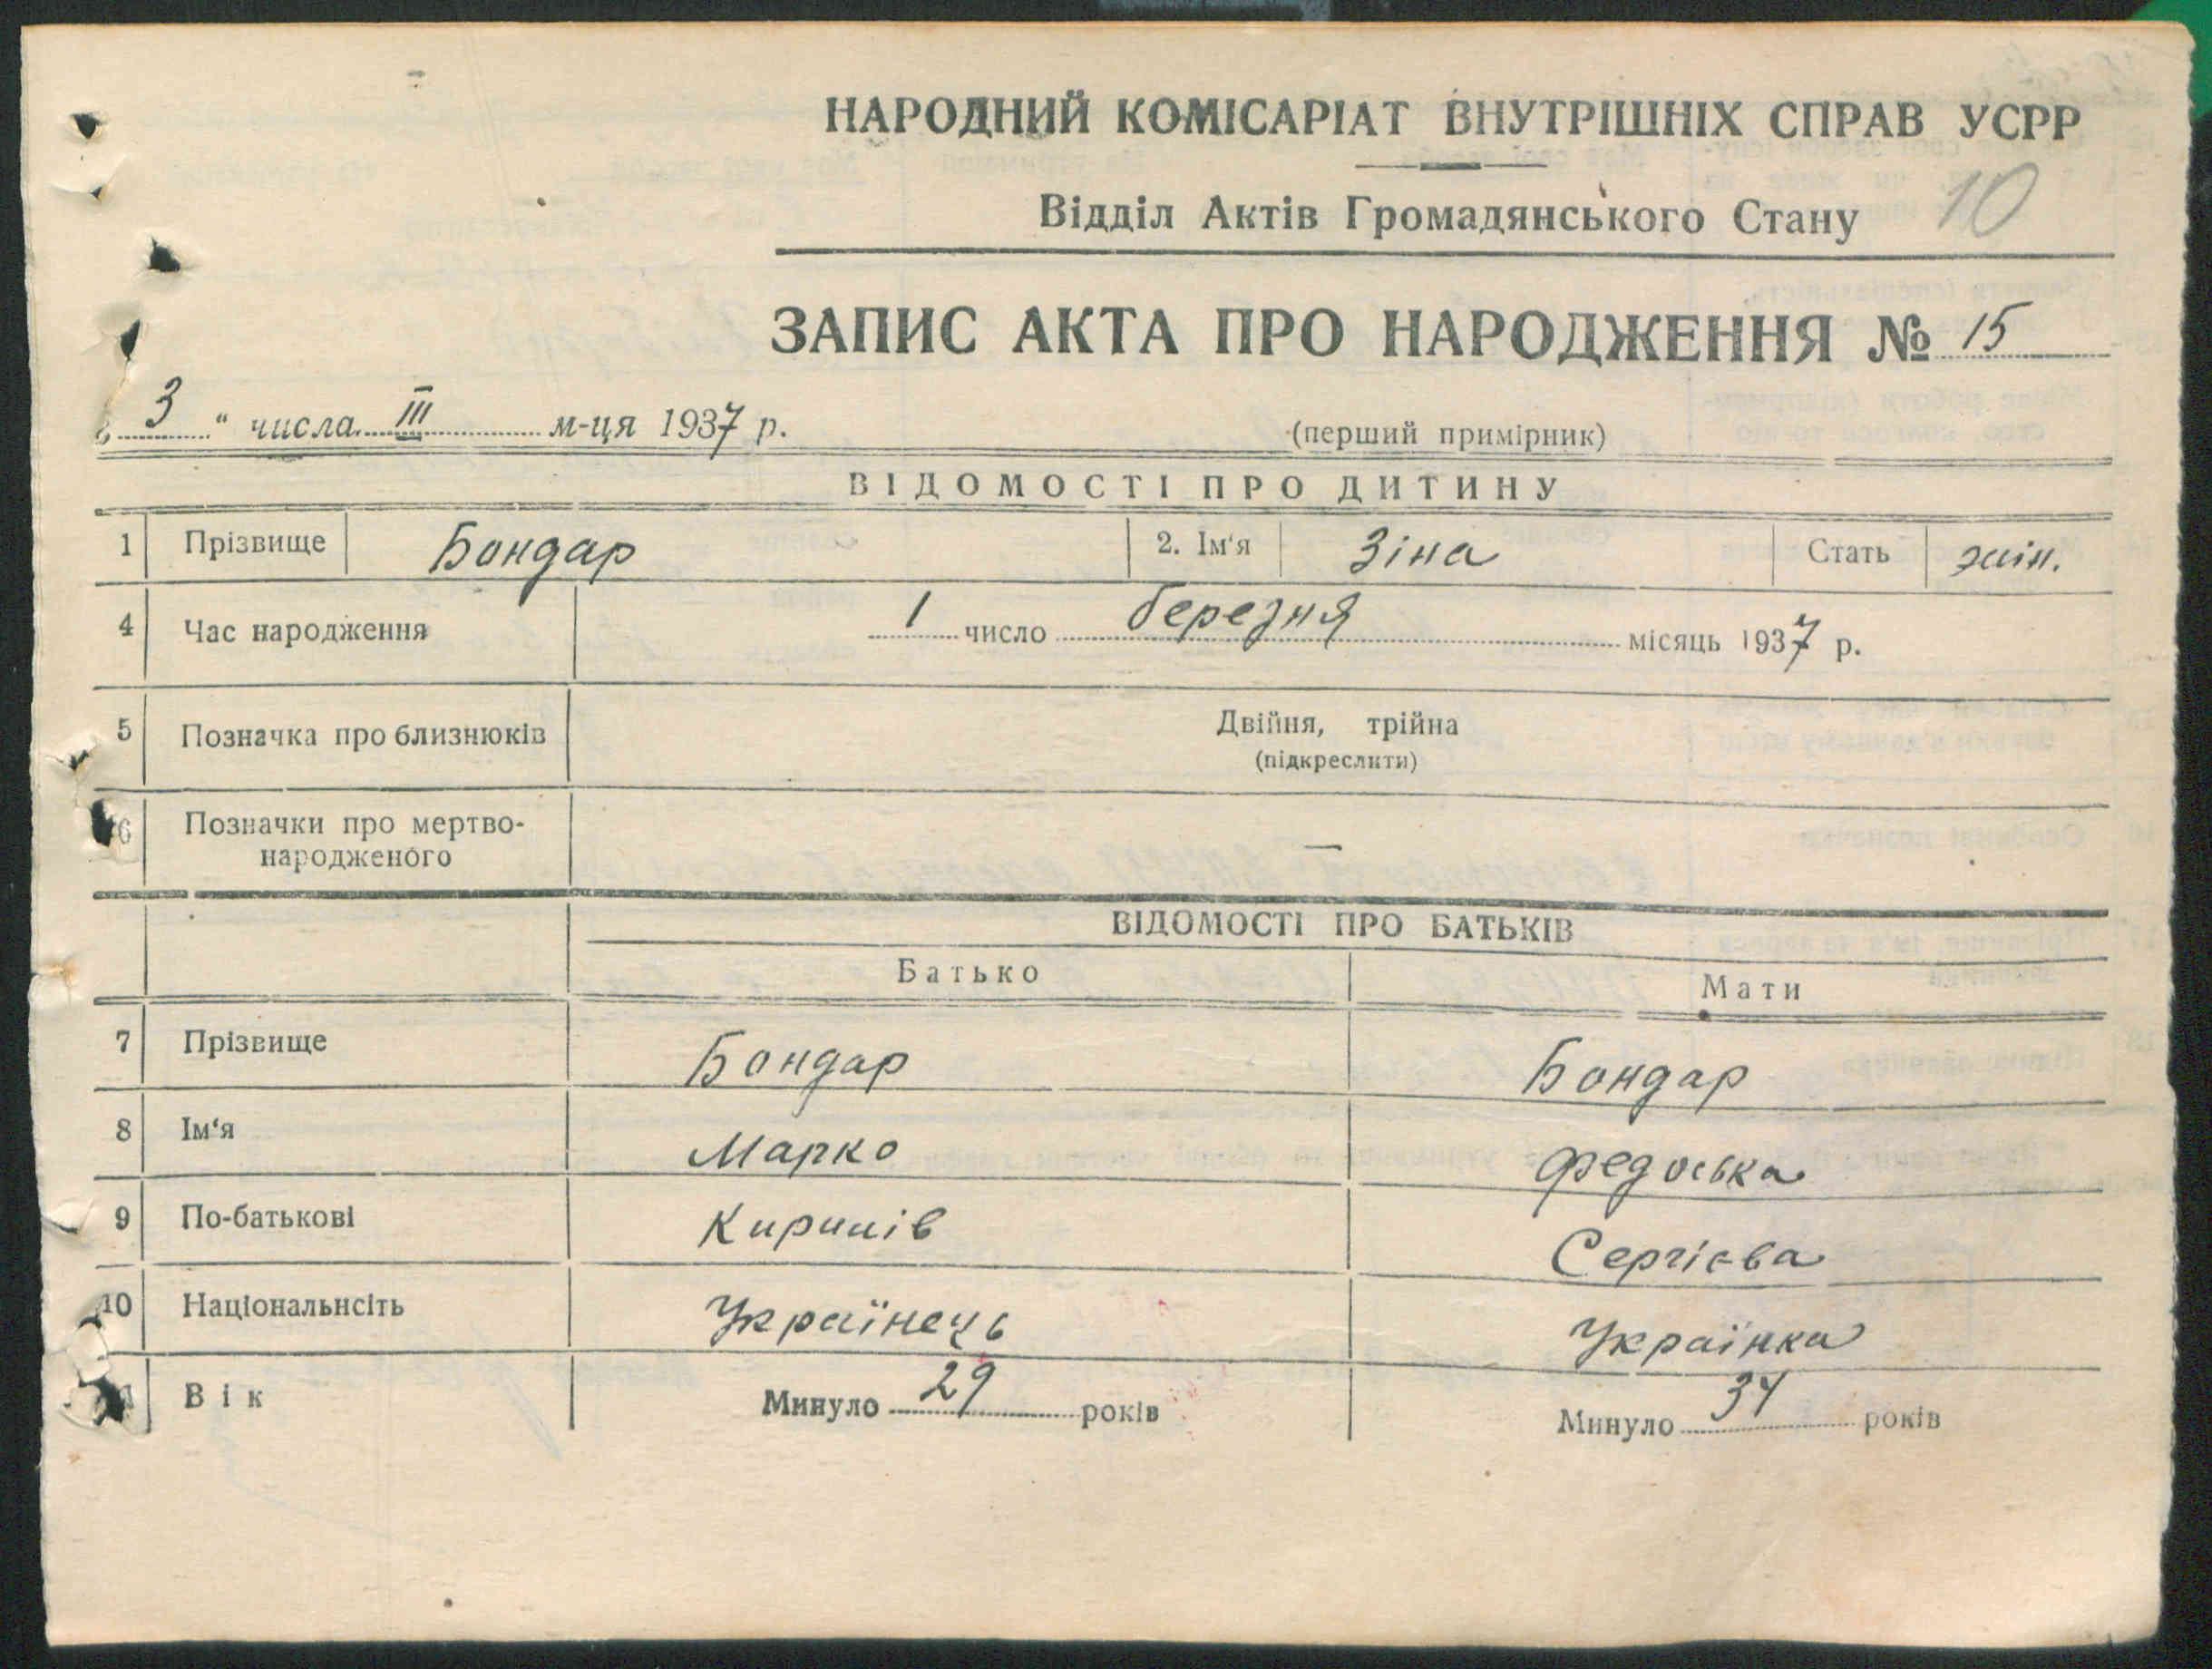 НАРОДНИЙ КОМІСАРІАТ ВНУТРІШНІХ СПРАВ УСРР
Відділ Актів Громадянського Стану 10
ЗАПИС АКТА ПРО НАРОДЖЕННЯ № 15
3 " числа III м-ця 1937 р.
(перший примірник)
ВІДОМОСТІ ПРО ДИТИНУ
1 Прізвище Бондар 2. Ім'я Зіна Стать жін.
4 Час народження 1 число березня місяць 1937 р.
5 Позначка про близнюків Двійня, трійна
(підкреслити)
6 Позначки про мертво-
народженого —
ВІДОМОСТІ ПРО БАТЬКІВ
Батько Мати
7 Прізвище Бондар Бондар
8 Ім'я Марко Федоська
9 По-батькові Кирилів Сергієва
10 Національнсіть Українець Українка
Вік Минуло 29 років Минуло років